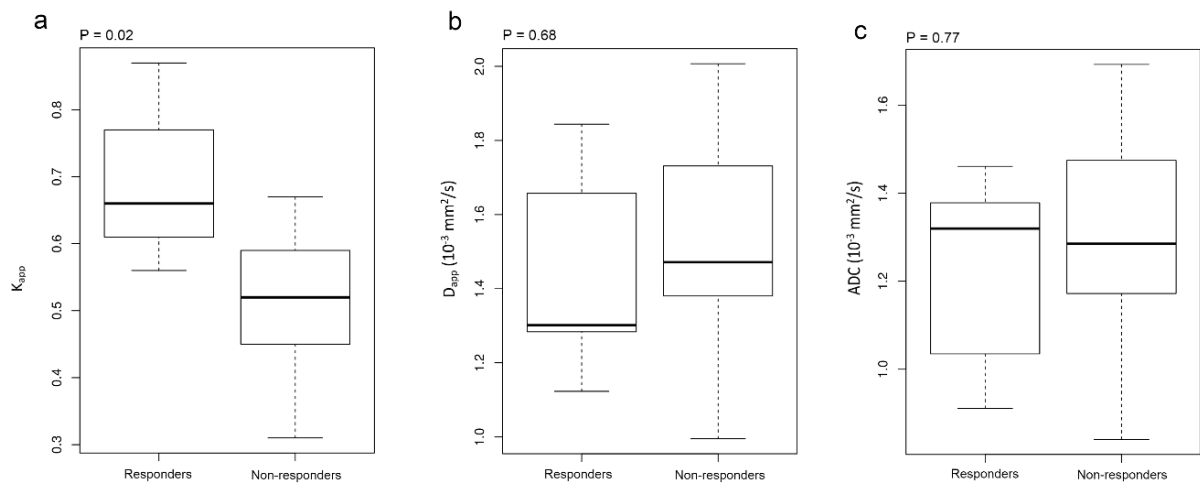 a
P = 0.02
Kapp
0.8
0.7
0.6
0.5
0.4
0.3
Responders
Non-responders
b
P = 0.68
Dapp (10-3 mm2/s)
2.0
1.8
1.6
1.4
1.2
1.0
Responders
Non-responders
c
P = 0.77
ADC (10-3 mm2/s)
1.6
1.4
1.2
1.0
Responders
Non-responders